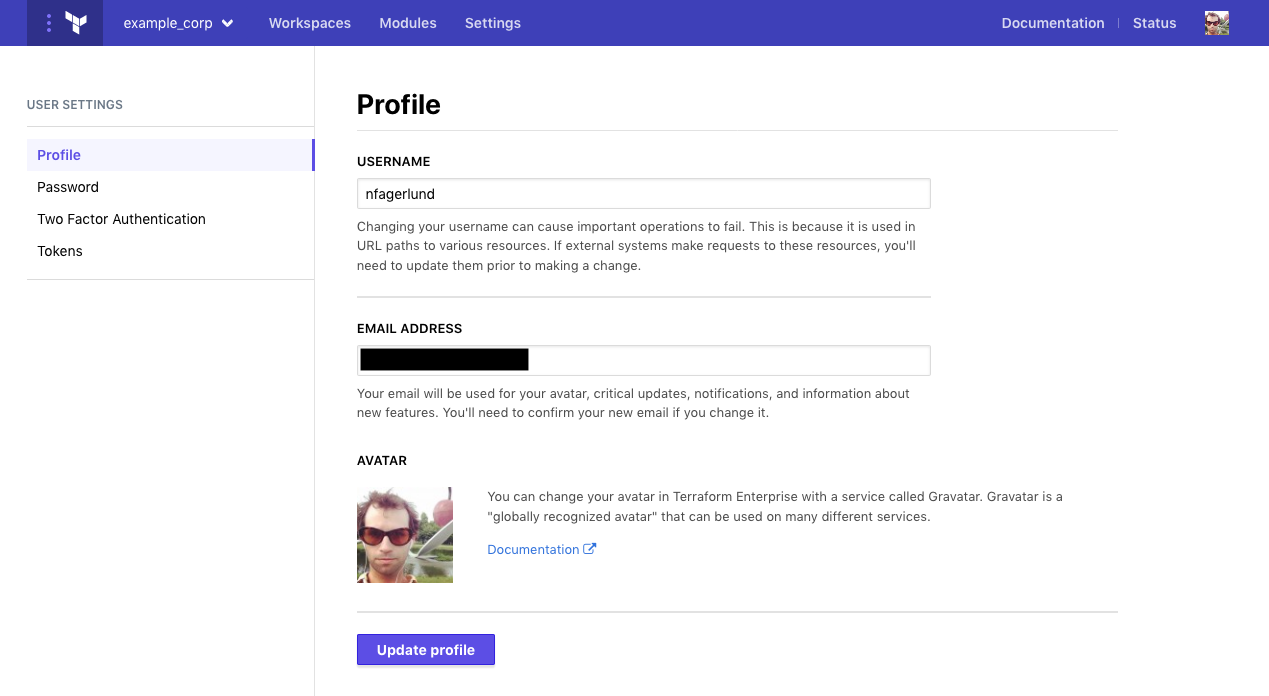 example_corp
Workspaces
Modules
Settings
Documentation
Status
USER SETTINGS
Profile
Password
Two Factor Authentication
Tokens
Profile
USERNAME
nfagerlund
Changing your username can cause important operations to fail. This is because it is used in
URL paths to various resources. If external systems make requests to these resources, you'll
need to update them prior to making a change.
EMAIL ADDRESS
Your email will be used for your avatar, critical updates, notifications, and information about
new features. You'll need to confirm your new email if you change it.
AVATAR
You can change your avatar in Terraform Enterprise with a service called Gravatar. Gravatar is a
"globally recognized avatar" that can be used on many different services.
Documentation
Update profile